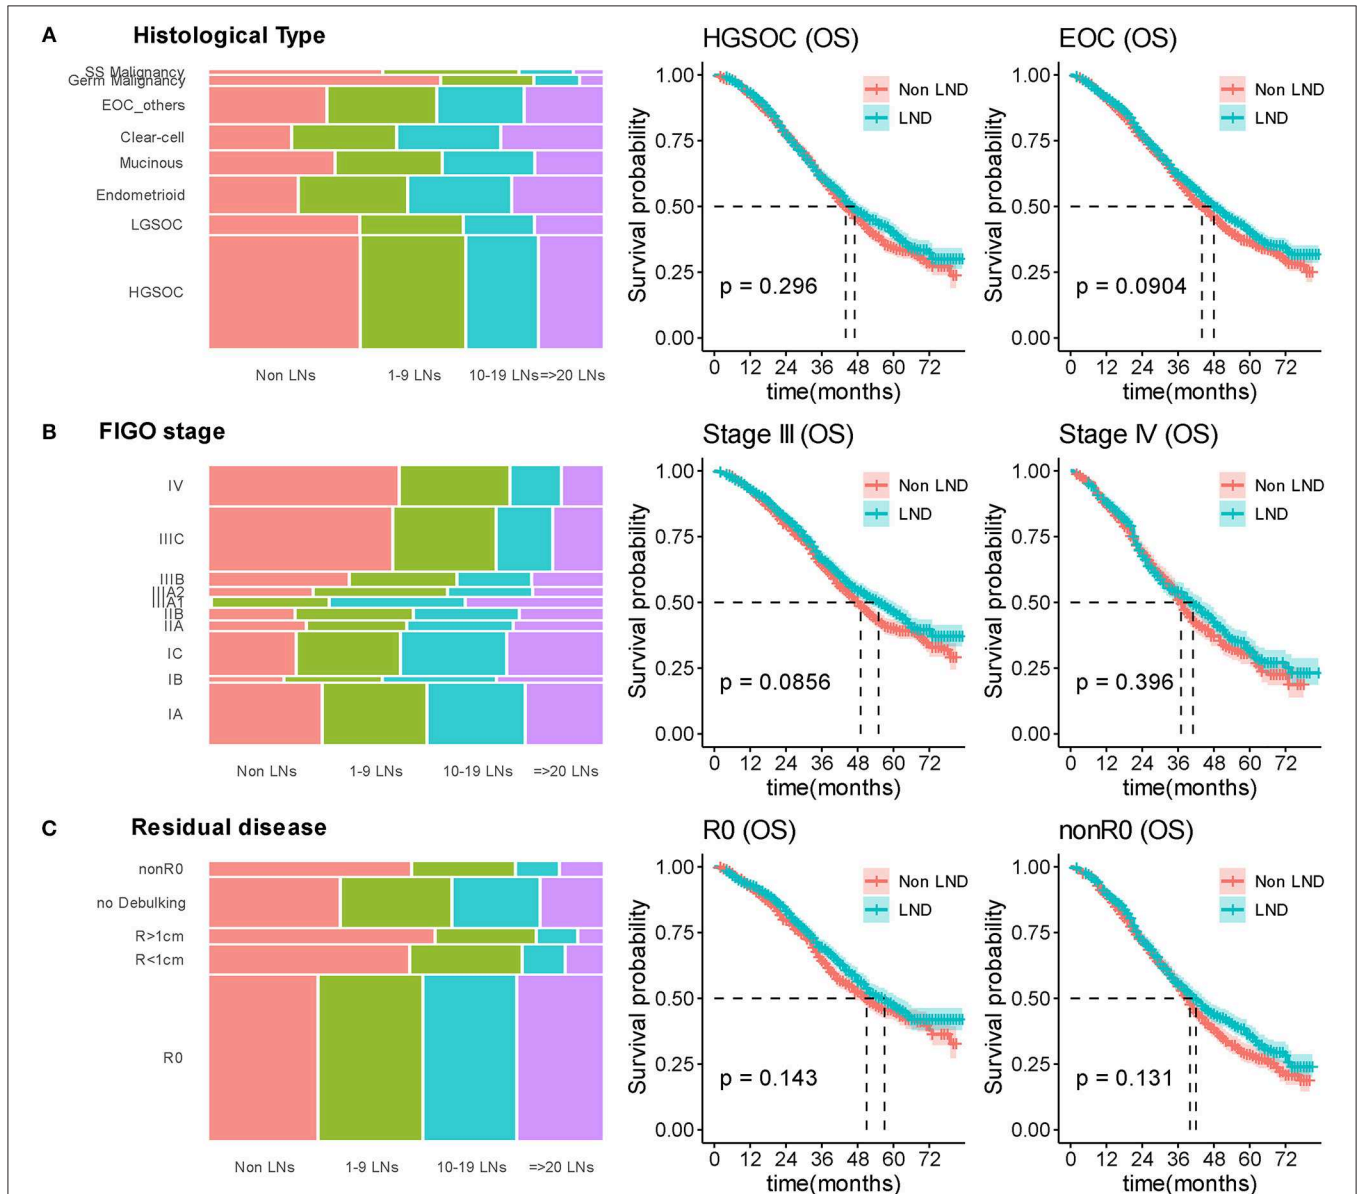 A Histological Type
SS Malignancy
Germ Malignancy
EOC_others
Clear-cell
Mucinous
Endometrioid
LGSOC
HGSOC
Non LNs 1-9 LNs 10-19 LNs =>20 LNs
HGSOC (OS)
Survival probability
1.00
0.75
0.50
0.25
0.00
Non LND
LND
p = 0.296
0 12 24 36 48 60 72
time(months)
EOC (OS)
Survival probability
1.00
0.75
0.50
0.25
0.00
Non LND
LND
p = 0.0904
0 12 24 36 48 60 72
time(months)
B FIGO stage
IV
IIIC
IIIB
IIIA2
IIIA1
IIB
IIA
IC
IB
IA
Non LNs 1-9 LNs 10-19 LNs =>20 LNs
Stage III (OS)
Survival probability
1.00
0.75
0.50
0.25
0.00
Non LND
LND
p = 0.0856
0 12 24 36 48 60 72
time(months)
Stage IV (OS)
Survival probability
1.00
0.75
0.50
0.25
0.00
Non LND
LND
p = 0.396
0 12 24 36 48 60 72
time(months)
C Residual disease
nonR0
no Debulking
R>1cm
R<1cm
R0
Non LNs 1-9 LNs 10-19 LNs =>20 LNs
R0 (OS)
Survival probability
1.00
0.75
0.50
0.25
0.00
Non LND
LND
p = 0.143
0 12 24 36 48 60 72
time(months)
nonR0 (OS)
Survival probability
1.00
0.75
0.50
0.25
0.00
Non LND
LND
p = 0.131
0 12 24 36 48 60 72
time(months)